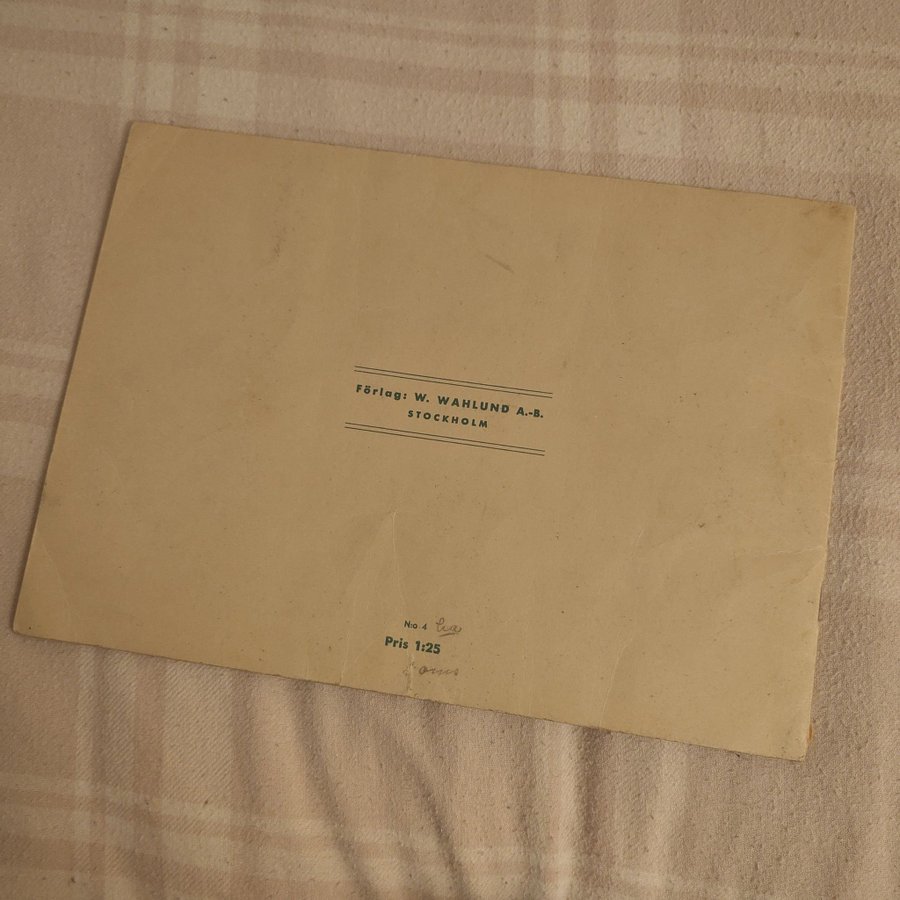 Förlag: W. WAHLUND A.-B.
STOCKHOLM
N:o 4
Pris 1:25